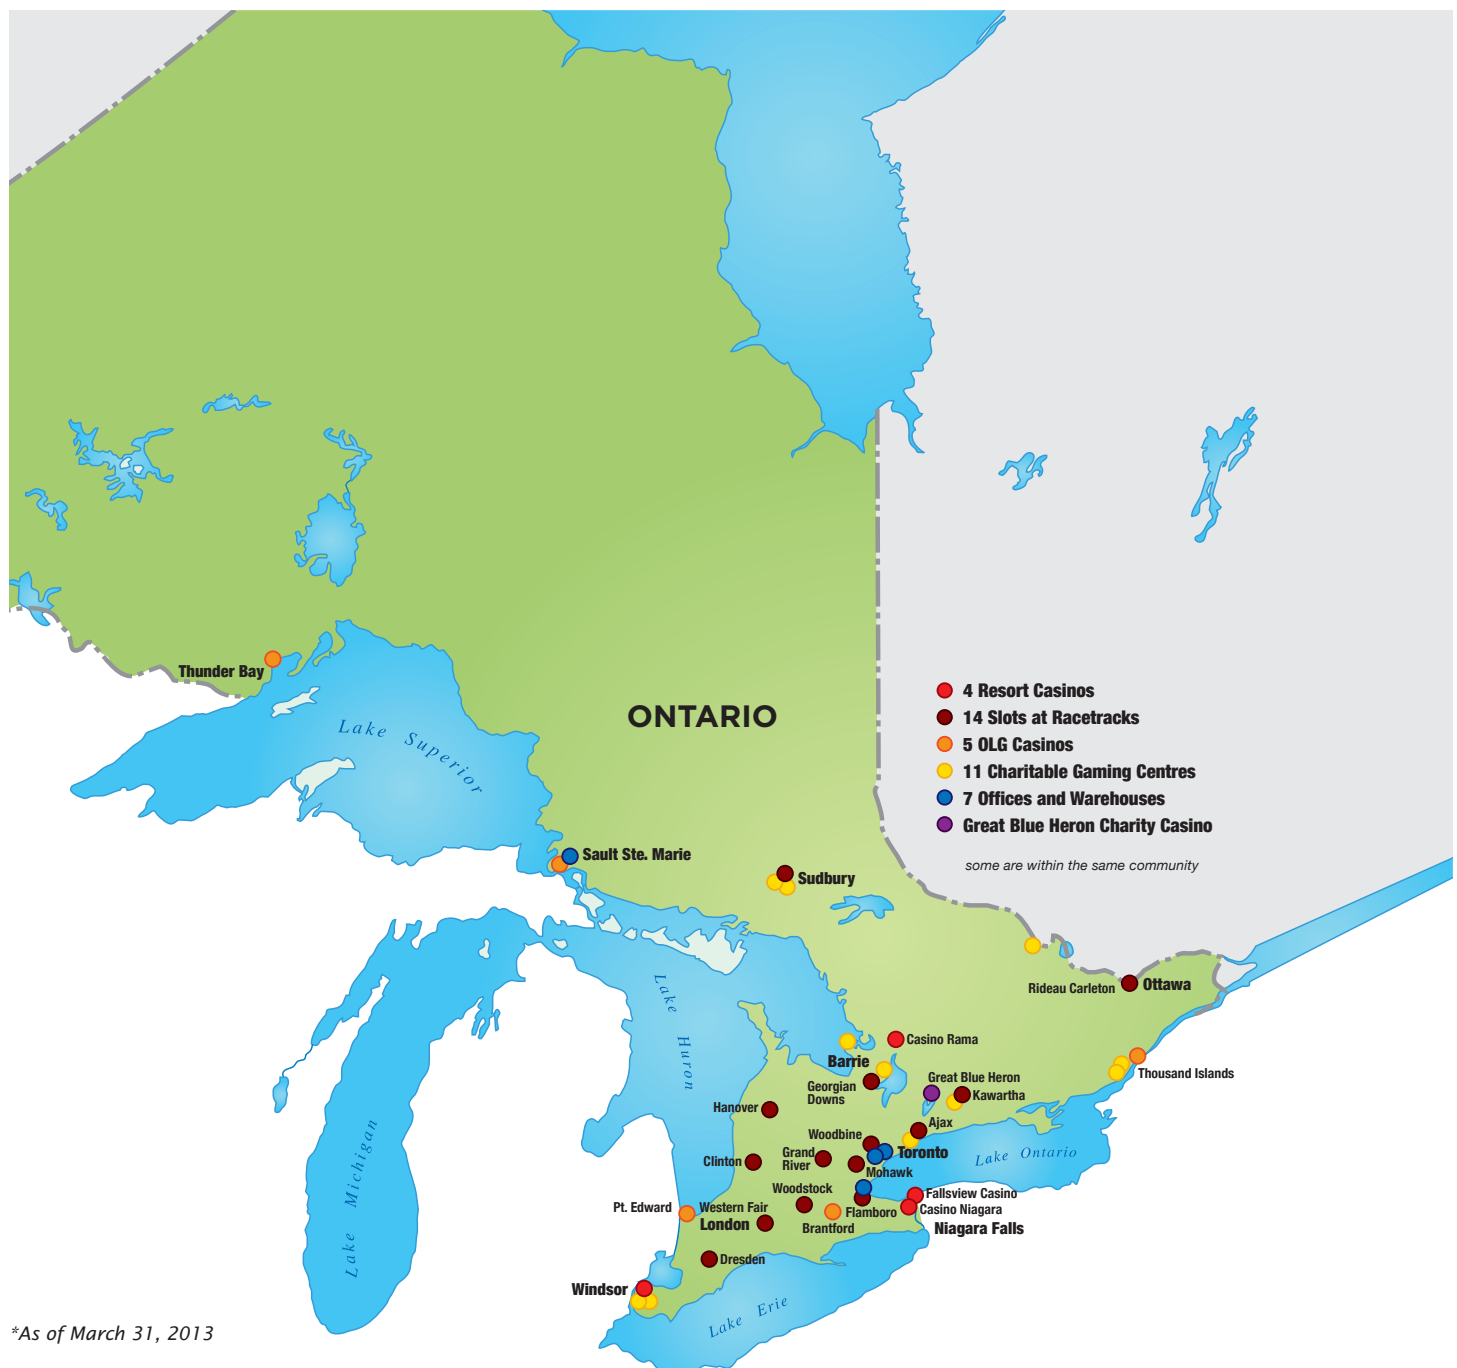 Thunder Bay
Lake Superior
ONTARIO
4 Resort Casinos
14 Slots at Racetracks
5 OLG Casinos
11 Charitable Gaming Centres
7 Offices and Warehouses
Great Blue Heron Charity Casino
some are within the same community
Sault Ste. Marie
Sudbury
Rideau Carleton
Ottawa
Lake Huron
Casino Rama
Barrie
Georgian
Downs
Great Blue Heron
Kawartha
Thousand Islands
Hanover
Ajax
Woodbine
Toronto
Lake Ontario
Clinton
Grand
River
Mohawk
Woodstock
Fallsview Casino
Casino Niagara
Niagara Falls
Pt. Edward
Western Fair
London
Flamboro
Brantford
Dresden
Lake Michigan
Windsor
Lake Erie
*As of March 31, 2013